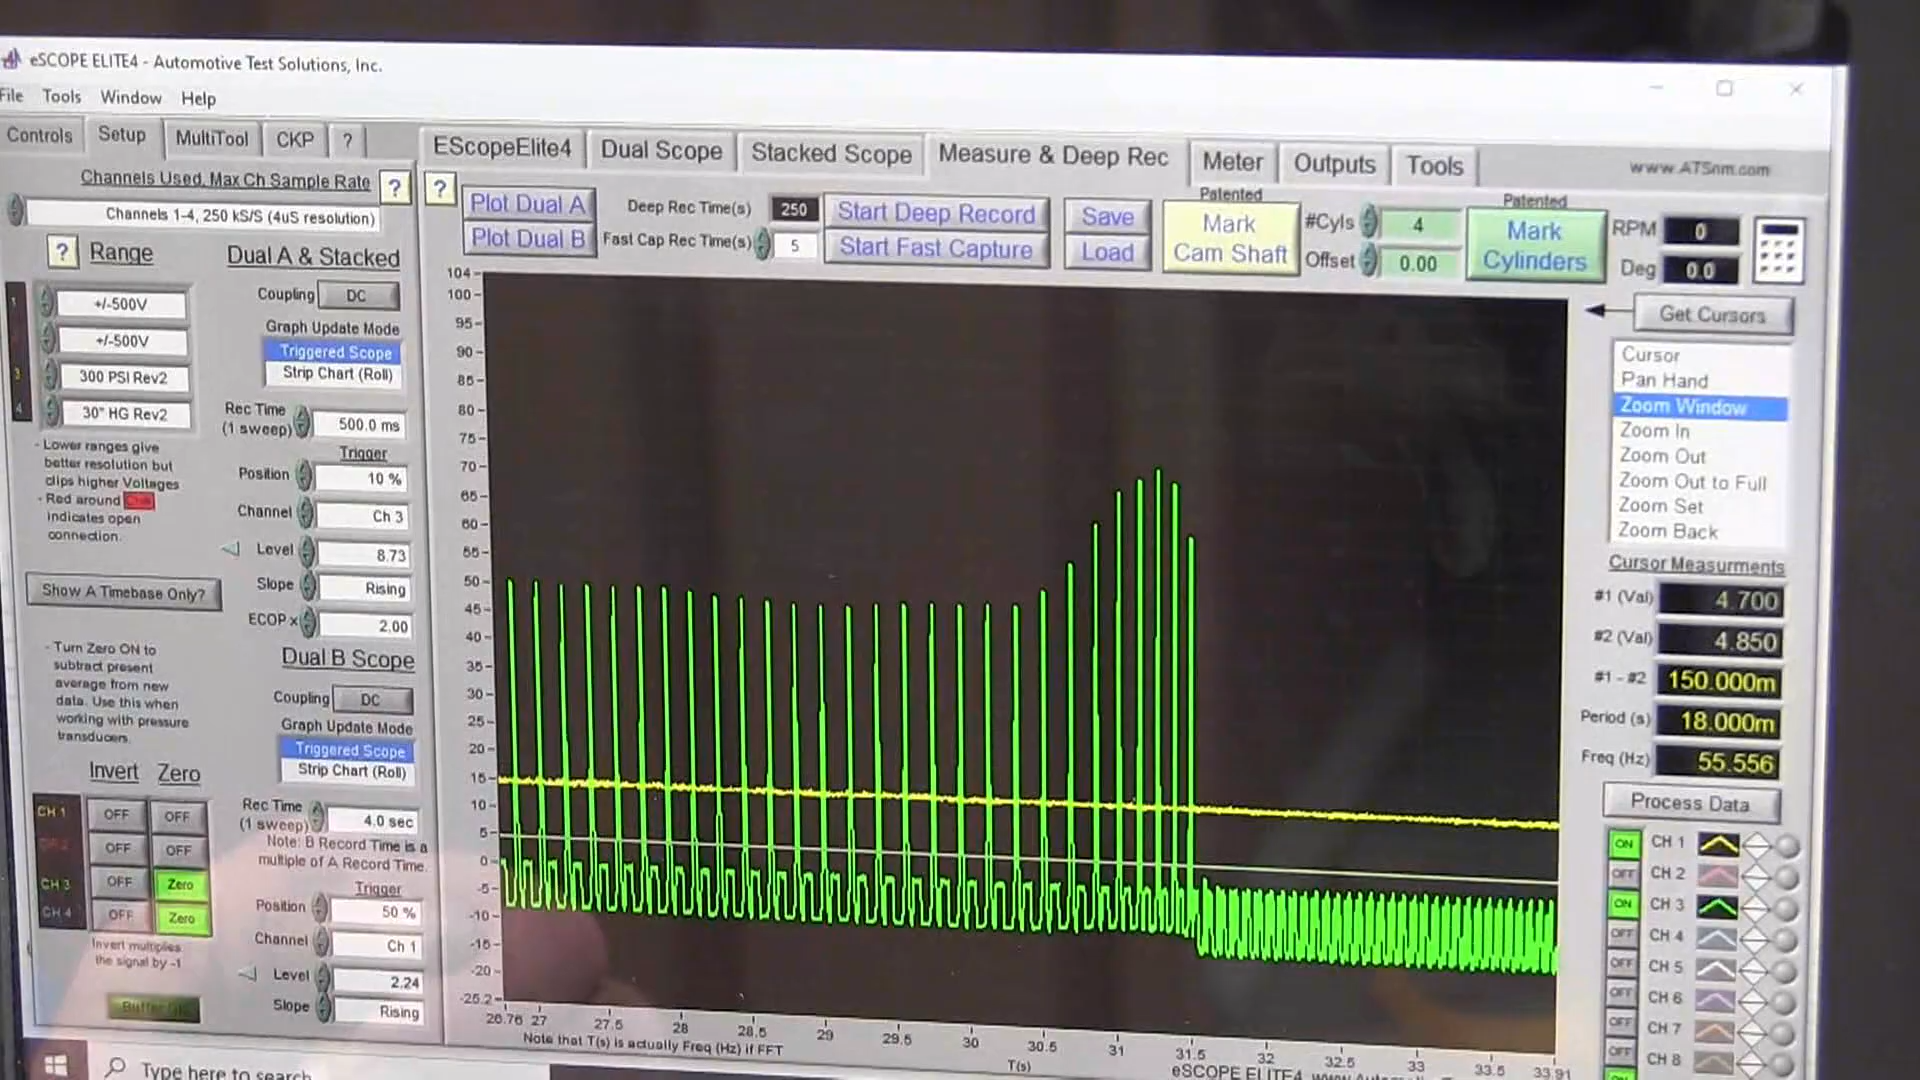 eSCOPE ELITE4 - Automotive Test Solutions, Inc.
File Tools Window Help
Controls Setup MultiTool CKP ?
EScopeElite4 Dual Scope Stacked Scope Measure & Deep Rec Meter Outputs Tools
www.ATSnm.com
Channels Used, Max Ch Sample Rate ?
Channels 1-4, 250 kS/S (4uS resolution)
? Range
1 +/-500V
+/-500V
3 300 PSI Rev2
4 30" HG Rev2
- Lower ranges give
better resolution but
clips higher Voltages
- Red around
indicates open
connection.
Show A Timebase Only?
- Turn Zero ON to
subtract present
average from new
data. Use this when
working with pressure
transducers.
Invert Zero
CH 1 OFF OFF
CH 2 OFF OFF
CH 3 OFF Zero
CH 4 OFF Zero
Invert multiplies
the signal by -1
Dual A & Stacked
Coupling DC
Graph Update Mode
Triggered Scope
Strip Chart (Roll)
Rec Time
(1 sweep) 500.0 ms
Trigger
Position 10 %
Channel Ch 3
Level 8.73
Slope Rising
ECOP x 2.00
Dual B Scope
Coupling DC
Graph Update Mode
Triggered Scope
Strip Chart (Roll)
Rec Time
(1 sweep) 4.0 sec
Note: B Record Time is a
multiple of A Record Time.
Trigger
Position 50 %
Channel Ch 1
Level 2.24
Slope Rising
?
Plot Dual A
Plot Dual B
Deep Rec Time(s) 250
Fast Cap Rec Time(s) 5
Start Deep Record
Start Fast Capture
Save
Load
Patented
Mark
Cam Shaft
#Cyls 4
Offset 0.00
Patented
Mark
Cylinders
RPM 0
Deg 0.0
104
100
95
90
85
80
75
70
65
60
55
50
45
40
35
30
25
20
15
10
5
0
-5
-10
-15
-20
-25.2
26.76 27 27.5 28 28.5 29 29.5 30 30.5 31 31.5 32 32.5 33 33.5 33.91
Note that T(s) is actually Freq (Hz) if FFT
T(s)
eSCOPE ELITE4
Get Cursors
Cursor
Pan Hand
Zoom Window
Zoom In
Zoom Out
Zoom Out to Full
Zoom Set
Zoom Back
Cursor Measurments
#1 (Val) 4.700
#2 (Val) 4.850
#1 - #2 150.000m
Period (s) 18.000m
Freq (Hz) 55.556
Process Data
ON CH 1
OFF CH 2
ON CH 3
OFF CH 4
OFF CH 5
OFF CH 6
OFF CH 7
OFF CH 8
Type here to search